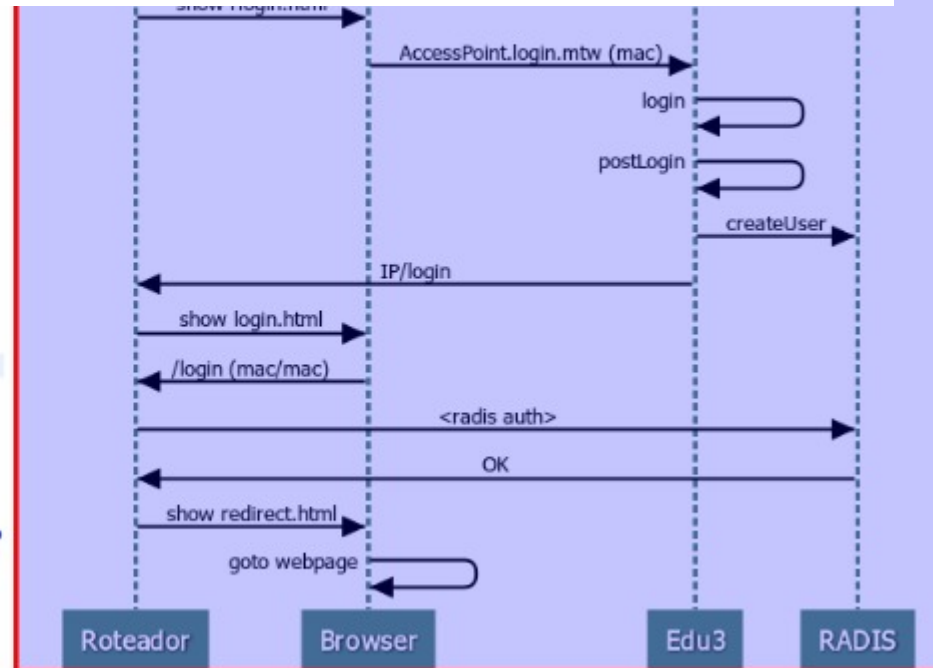 show
AccessPoint.login.mtw (mac)
login
postLogin
createUser
IP/login
show login.html
/login (mac/mac)
<radis auth>
OK
show redirect.html
goto webpage
Roteador Browser Edu3 RADIS